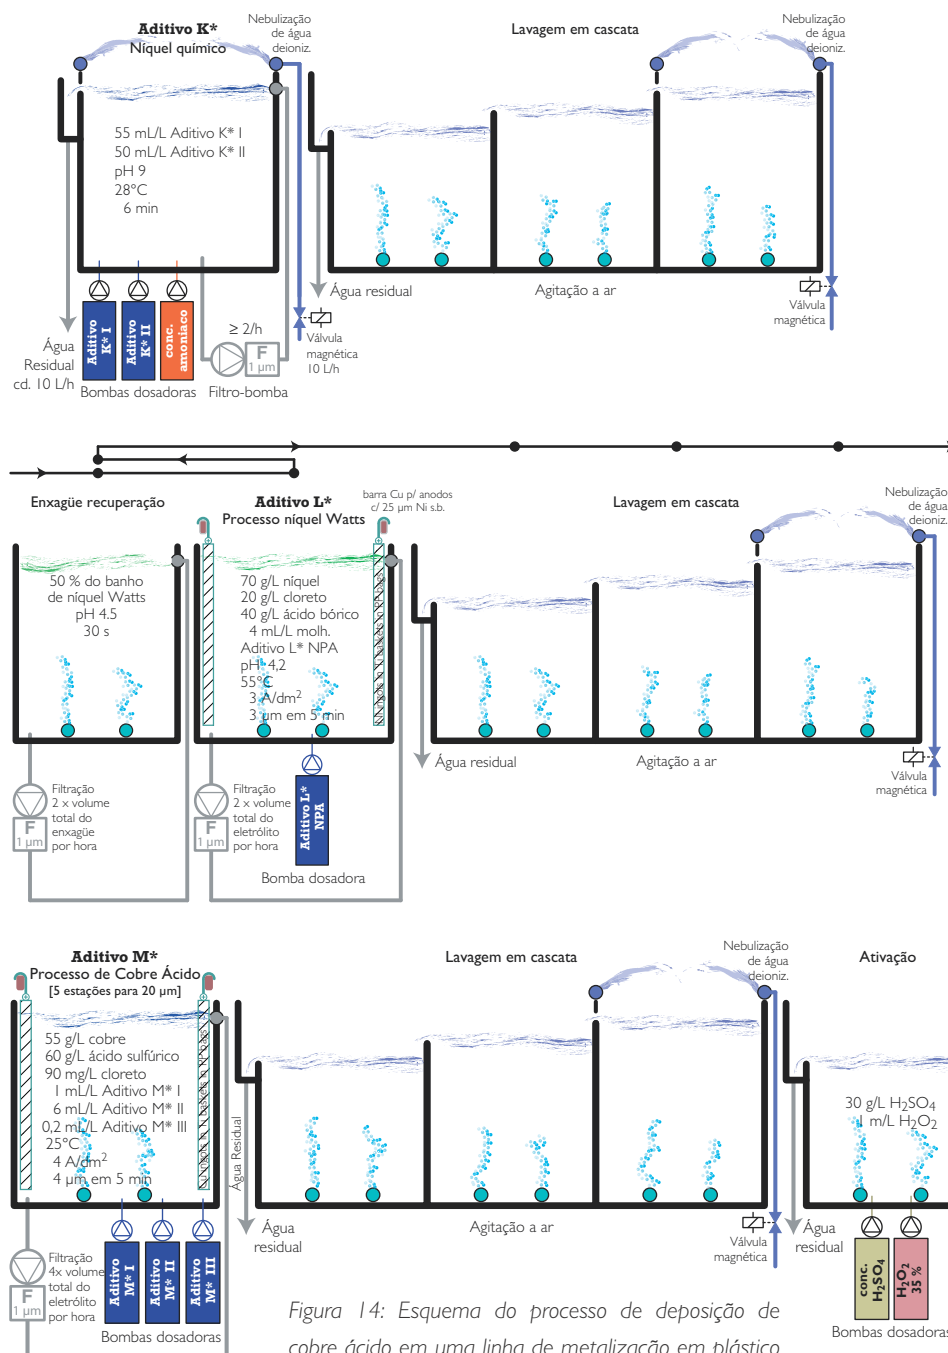 Aditivo K*
Níquel químico
Nebulização
de água
deioniz.
Lavagem em cascata
Nebulização
de água
deioniz.
55 mL/L Aditivo K* I
50 mL/L Aditivo K* II
pH 9
28°C
6 min
Água
Residual
cd. 10 L/h
Aditivo
K* I
Aditivo
K* II
conc.
amoníaco
Bombas dosadoras
≥ 2/h
F
1 µm
Filtro-bomba
Válvula
magnética
10 L/h
Água residual
Agitação a ar
Válvula
magnética
Enxagüe recuperação
Aditivo L*
Processo níquel Watts
barra Cu p/ anodos
c/ 25 µm Ni s.b.
Lavagem em cascata
Nebulização
de água
deioniz.
50 % do banho
de níquel Watts
pH 4.5
30 s
70 g/L níquel
20 g/L cloreto
40 g/L ácido bórico
4 mL/L molh.
Aditivo L* NPA
pH 4,2
55°C
3 A/dm²
3 µm em 5 min
Filtração
2 x volume
total do
enxagüe
por hora
F
1 µm
Filtração
2 x volume
total do
eletrólito
por hora
F
1 µm
Aditivo L*
NPA
Bomba dosadora
Água residual
Agitação a ar
Válvula
magnética
Aditivo M*
Processo de Cobre Ácido
[5 estações para 20 µm]
Lavagem em cascata
Nebulização
de água
deioniz.
Ativação
55 g/L cobre
60 g/L ácido sulfúrico
90 mg/L cloreto
1 mL/L Aditivo M* I
6 mL/L Aditivo M* II
0,2 mL/L Aditivo M* III
25°C
4 A/dm²
4 µm em 5 min
Água Residual
30 g/L H₂SO₄
1 m/L H₂O₂
Filtração
4x volume
total do
eletrólito
por hora
F
1 µm
Aditivo
M* I
Aditivo
M* II
Aditivo
M* III
Bombas dosadoras
Água
residual
Agitação a ar
Válvula
magnética
Água
residual
conc.
H₂SO₄
H₂O₂
35 %
Bombas dosadoras
Figura 14: Esquema do processo de deposição de
cobre ácido em uma linha de metalização em plástico